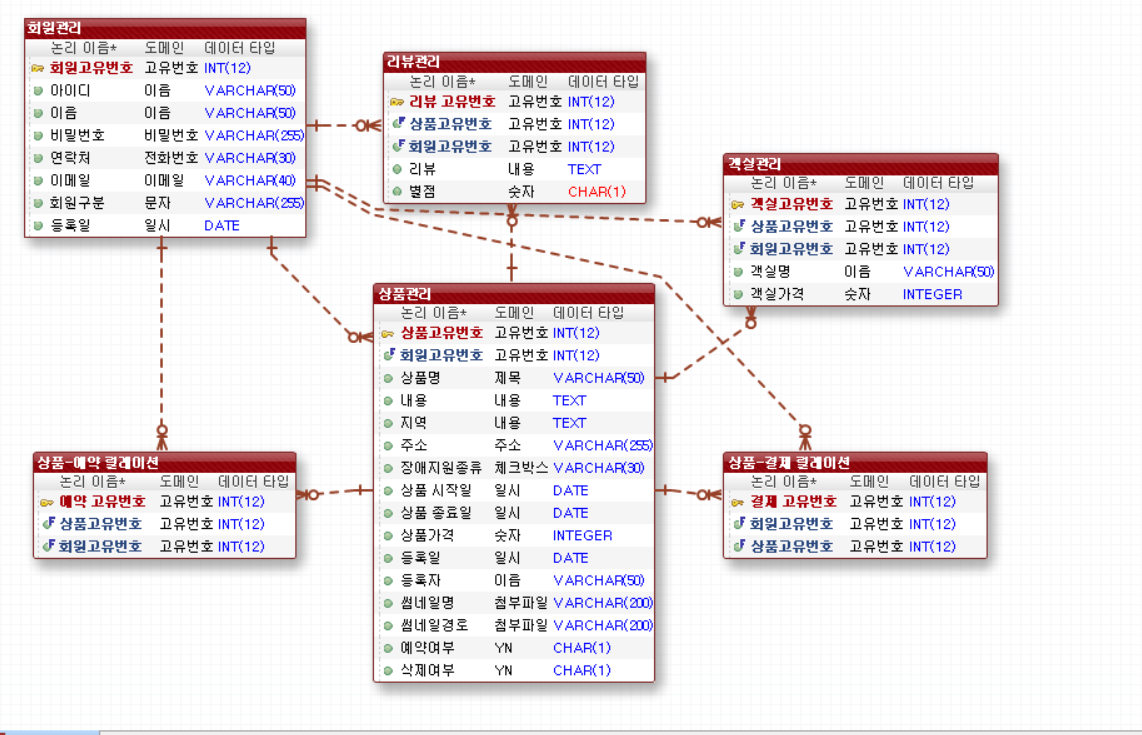 회원관리
논리 이름* 도메인 데이터 타입
회원고유번호 고유번호 INT(12)
아이디 이음 VARCHAR(50)
이음 이음 VARCHAR(50)
비밀번호 비밀번호 VARCHAR(255)
연락처 전화번호 VARCHAR(30)
이메일 이메일 VARCHAR(40)
회원구분 문자 VARCHAR(255)
등록일 일시 DATE
리뷰관리
논리 이름* 도메인 데이터 타입
리뷰 고유번호 고유번호 INT(12)
상품고유번호 고유번호 INT(12)
회원고유번호 고유번호 INT(12)
리뷰 내용 TEXT
별점 숫자 CHAR(1)
객실관리
논리 이름* 도메인 데이터 타입
객실고유번호 고유번호 INT(12)
상품고유번호 고유번호 INT(12)
회원고유번호 고유번호 INT(12)
객실명 이음 VARCHAR(50)
객실가격 숫자 INTEGER
상품관리
논리 이름* 도메인 데이터 타입
상품고유번호 고유번호 INT(12)
회원고유번호 고유번호 INT(12)
상품명 제목 VARCHAR(50)
내용 내용 TEXT
지역 내용 TEXT
주소 주소 VARCHAR(255)
장애지원종류 체크박스 VARCHAR(30)
상품 시작일 일시 DATE
상품 종료일 일시 DATE
상품가격 숫자 INTEGER
등록일 일시 DATE
등록자 이음 VARCHAR(50)
썸네일명 첨부파일 VARCHAR(200)
썸네일경로 첨부파일 VARCHAR(200)
예약여부 YN CHAR(1)
삭제여부 YN CHAR(1)
상품-예약 릴레이션
논리 이름* 도메인 데이터 타입
예약 고유번호 고유번호 INT(12)
상품고유번호 고유번호 INT(12)
회원고유번호 고유번호 INT(12)
상품-결제 릴레이션
논리 이름* 도메인 데이터 타입
결제 고유번호 고유번호 INT(12)
회원고유번호 고유번호 INT(12)
상품고유번호 고유번호 INT(12)